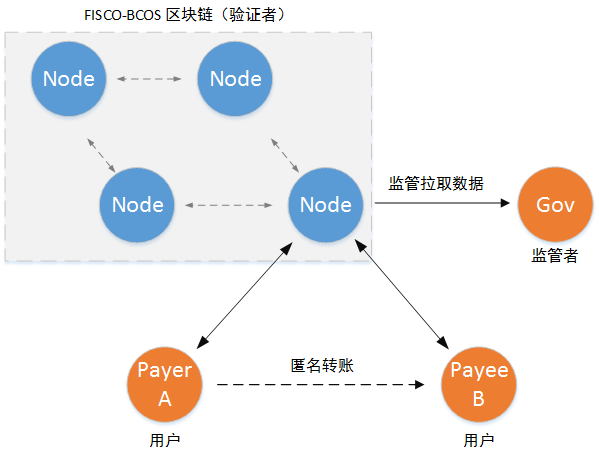 FISCO-BCOS 区块链（验证者）
Node
Node
Node
Node
监管拉取数据
Gov
监管者
Payer
A
匿名转账
Payee
B
用户
用户